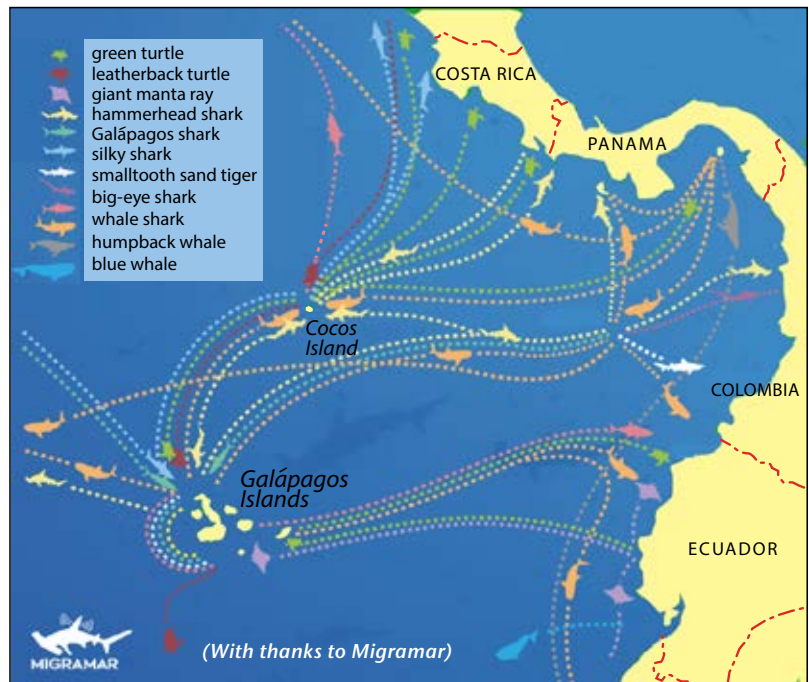 green turtle
leatherback turtle
giant manta ray
hammerhead shark
Galápagos shark
silky shark
smalltooth sand tiger
big-eye shark
whale shark
humpback whale
blue whale
COSTA RICA
PANAMA
Cocos
Island
COLOMBIA
Galápagos
Islands
ECUADOR
(With thanks to Migramar)
MIGRAMAR